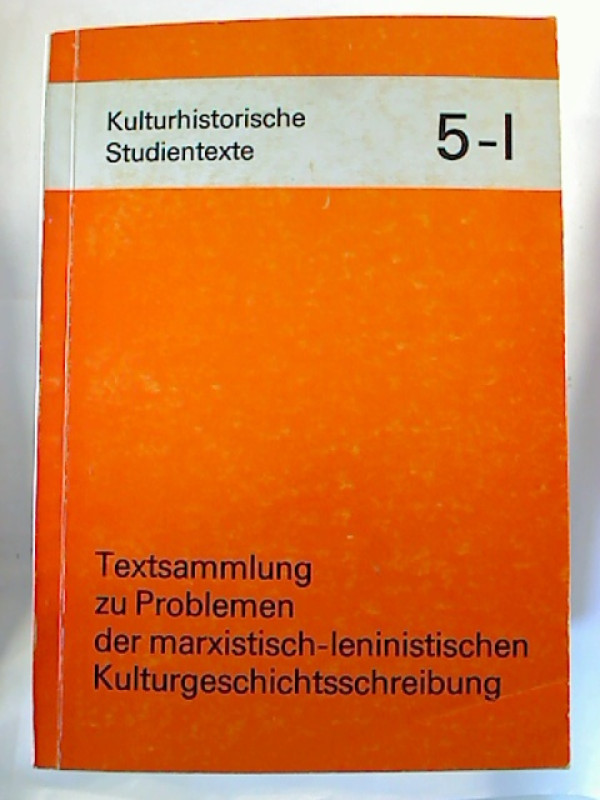 Kulturhistorische
Studientexte
5-I
Textsammlung
zu Problemen
der marxistisch-leninistischen
Kulturgeschichtsschreibung